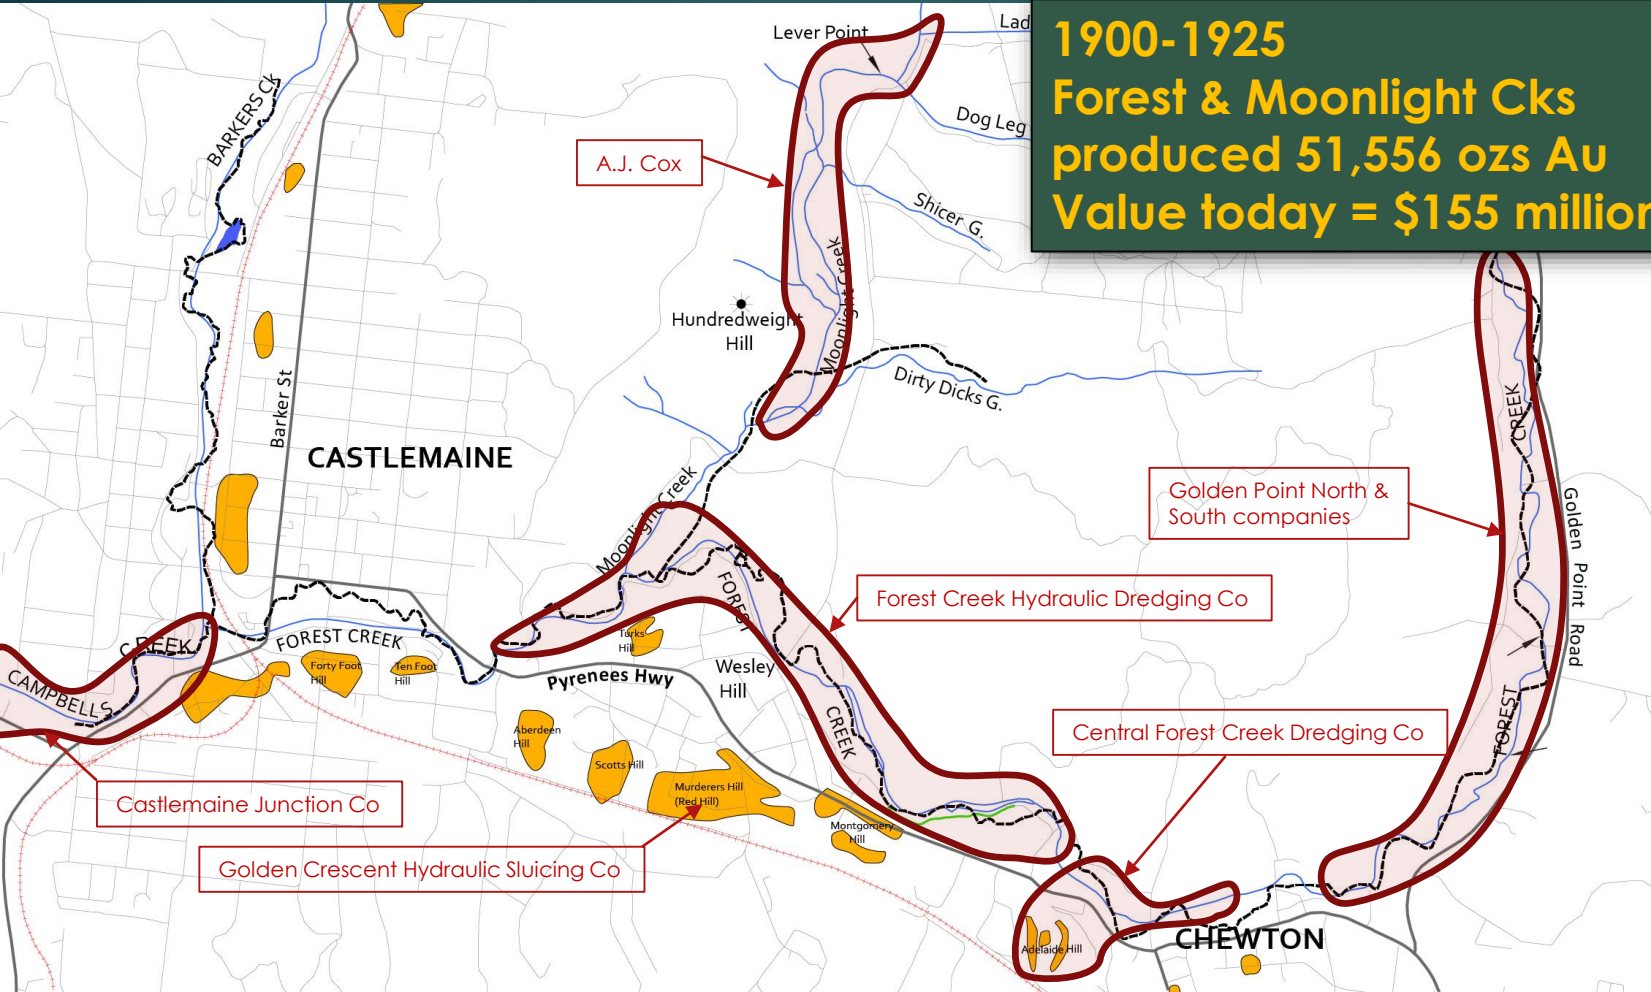 1900-1925
Forest & Moonlight Cks
produced 51,556 ozs Au
Value today = $155 million
Lever Point
Lad
Dog Leg
BARKERS Ck
A.J. Cox
Shicer G.
Moonlight Creek
Hundredweight
Hill
Dirty Dicks G.
Barker St
CASTLEMAINE
CREEK
Golden Point North &
South companies
Golden Point Road
Moonlight Creek
FOREST
Forest Creek Hydraulic Dredging Co
CREEK
FOREST CREEK
Turks
Hill
Forty Foot
Hill
Ten Foot
Hill
Wesley
Hill
Pyrenees Hwy
CAMPBELLS
CREEK
FOREST
Aberdeen
Hill
Central Forest Creek Dredging Co
Scotts Hill
Murderers Hill
(Red Hill)
Castlemaine Junction Co
Montgomery
Hill
Golden Crescent Hydraulic Sluicing Co
CHEWTON
Adelaide Hill